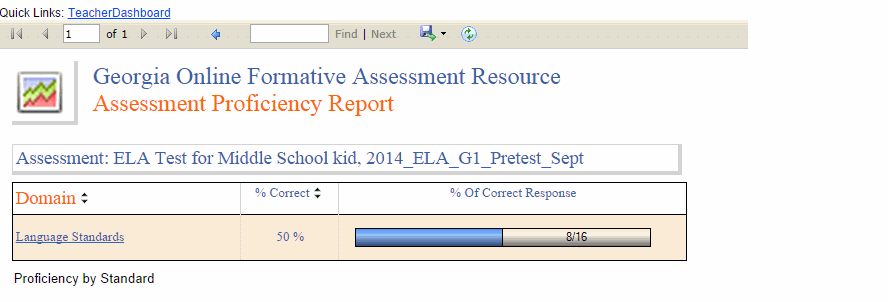 Quick Links: TeacherDashboard
1 of 1 Find | Next
Georgia Online Formative Assessment Resource
Assessment Proficiency Report
Assessment: ELA Test for Middle School kid, 2014_ELA_G1_Pretest_Sept
Domain % Correct % Of Correct Response
Language Standards 50 % 8/16
Proficiency by Standard